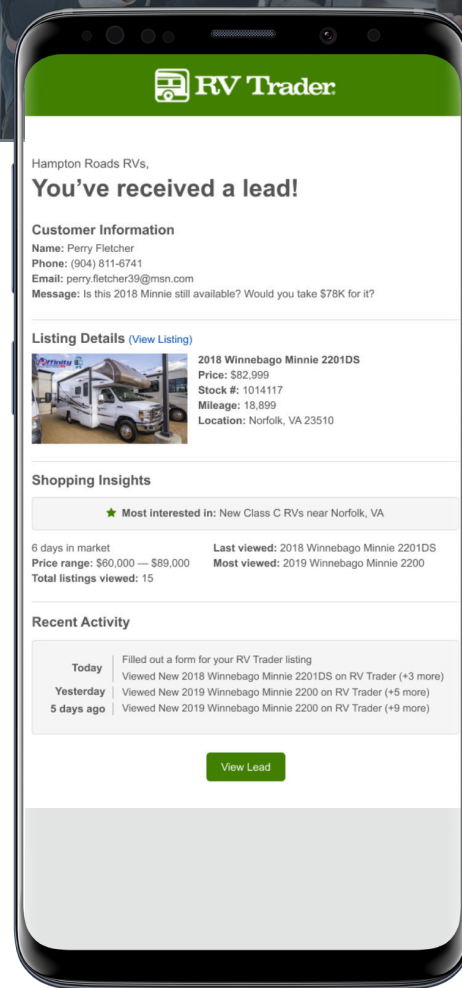 RV Trader
Hampton Roads RVs,
You've received a lead!
Customer Information
Name: Perry Fletcher
Phone: (904) 811-6741
Email: perry.fletcher39@msn.com
Message: Is this 2018 Minnie still available? Would you take $78K for it?
Listing Details (View Listing)
Affinity
2018 Winnebago Minnie 2201DS
Price: $82,999
Stock #: 1014117
Mileage: 18,899
Location: Norfolk, VA 23510
Shopping Insights
Most interested in: New Class C RVs near Norfolk, VA
6 days in market
Price range: $60,000 — $89,000
Total listings viewed: 15
Last viewed: 2018 Winnebago Minnie 2201DS
Most viewed: 2019 Winnebago Minnie 2200
Recent Activity
Today
Filled out a form for your RV Trader listing
Viewed New 2018 Winnebago Minnie 2201DS on RV Trader (+3 more)
Yesterday Viewed New 2019 Winnebago Minnie 2200 on RV Trader (+5 more)
5 days ago Viewed New 2019 Winnebago Minnie 2200 on RV Trader (+9 more)
View Lead